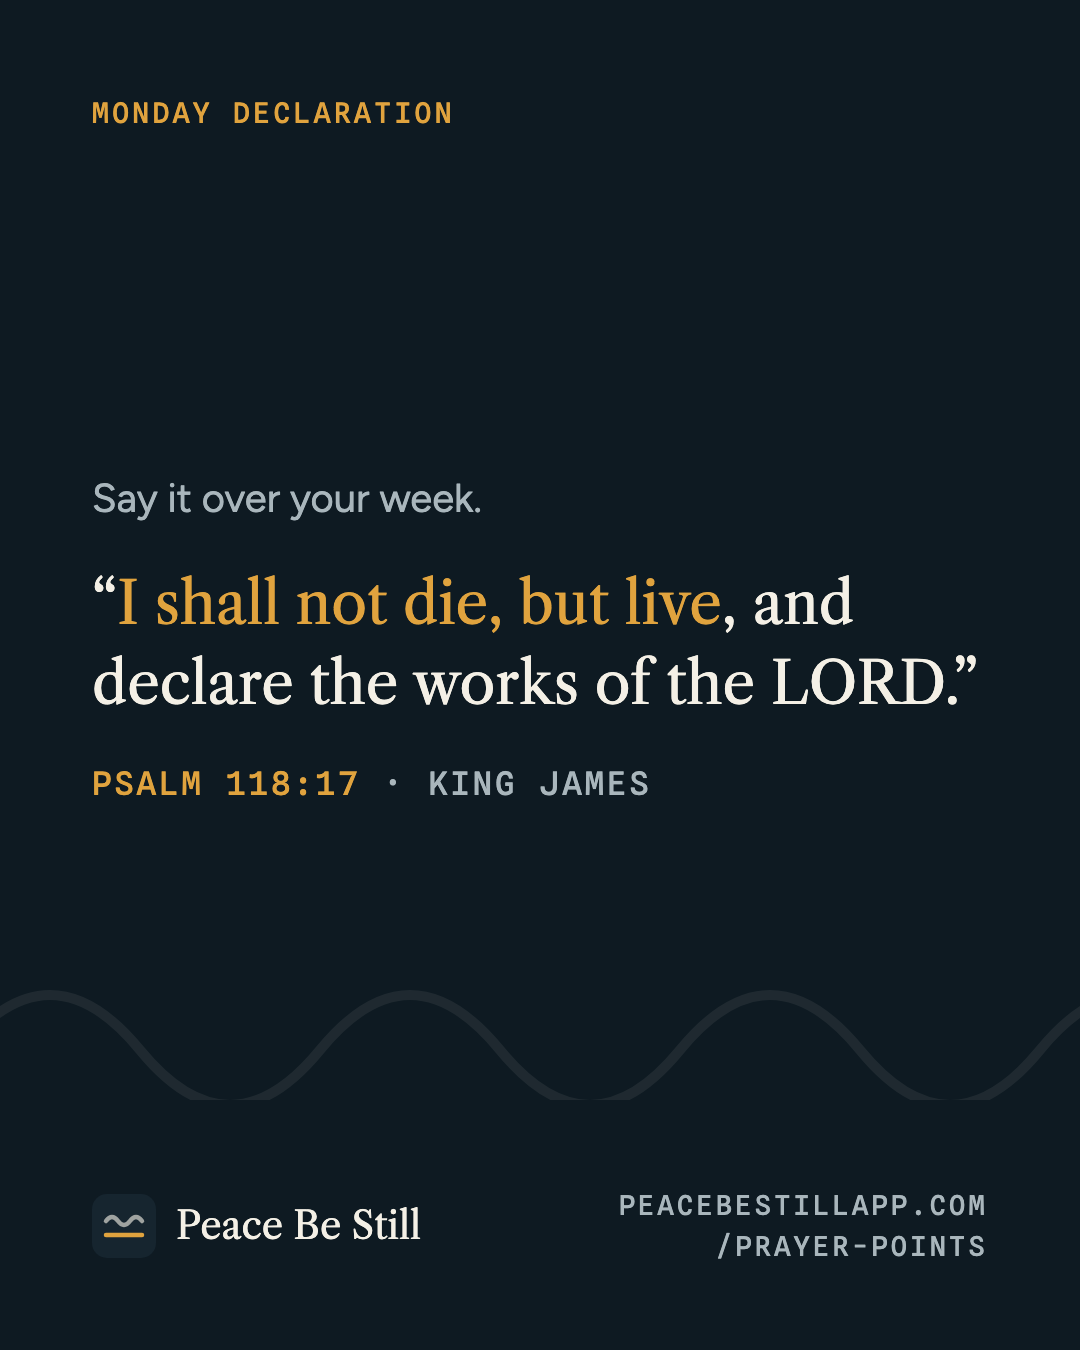 MONDAY DECLARATION
Say it over your week.
“I shall not die, but live, and
declare the works of the LORD.”
PSALM 118:17 · KING JAMES
Peace Be Still
PEACEBESTILLAPP.COM
/PRAYER-POINTS